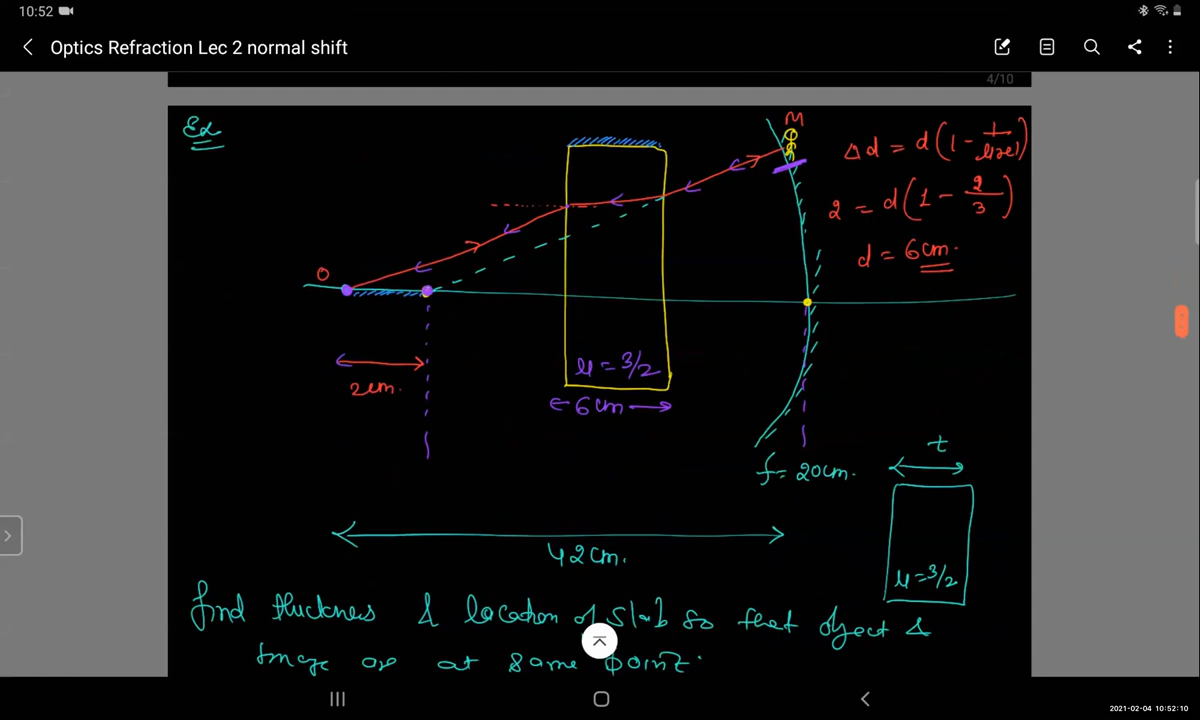 10:52
Optics Refraction Lec 2 normal shift
4/10
Ex
M
Δd = d(1 - 1/μrel)
2 = d(1 - 2/3)
d = 6cm.
O
2cm.
μ = 3/2
6cm
f = 20cm.
t
μ = 3/2
42cm.
find thickness & location of slab so that object &
Image are at same point.
2021-02-04 10:52:10